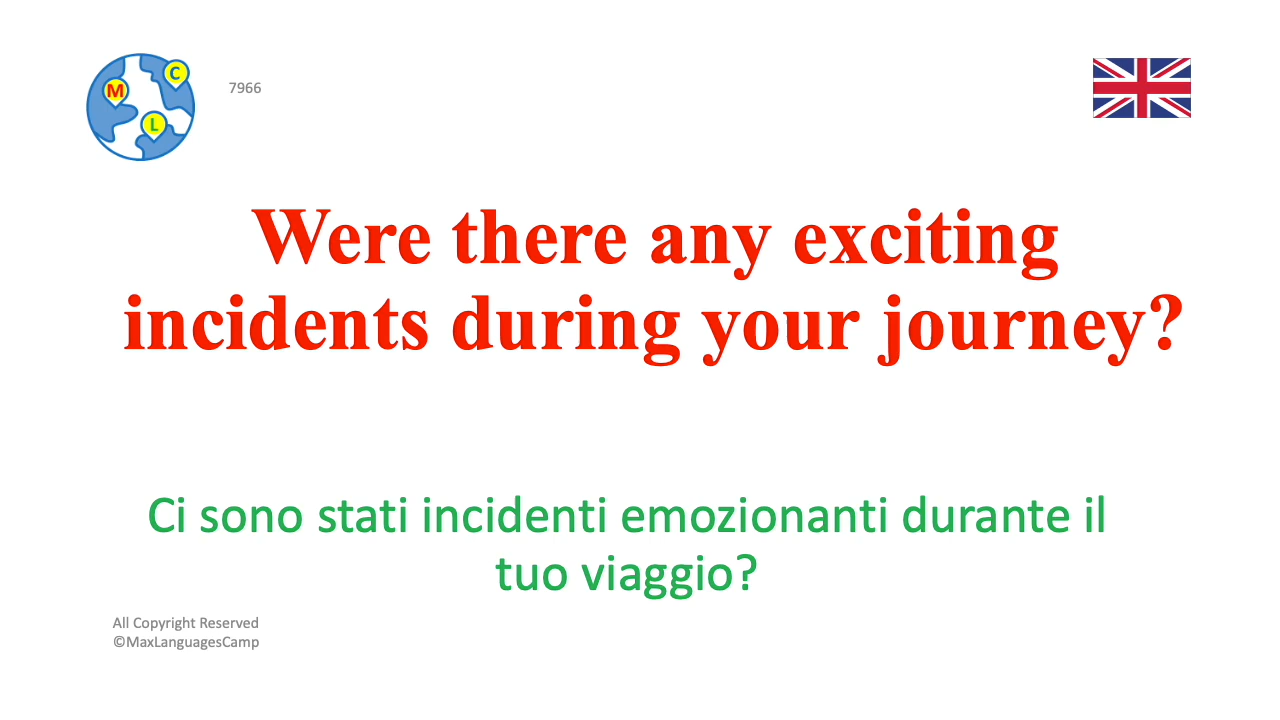 C
M
L
7966
Were there any exciting
incidents during your journey?
Ci sono stati incidenti emozionanti durante il
tuo viaggio?
All Copyright Reserved
©MaxLanguagesCamp